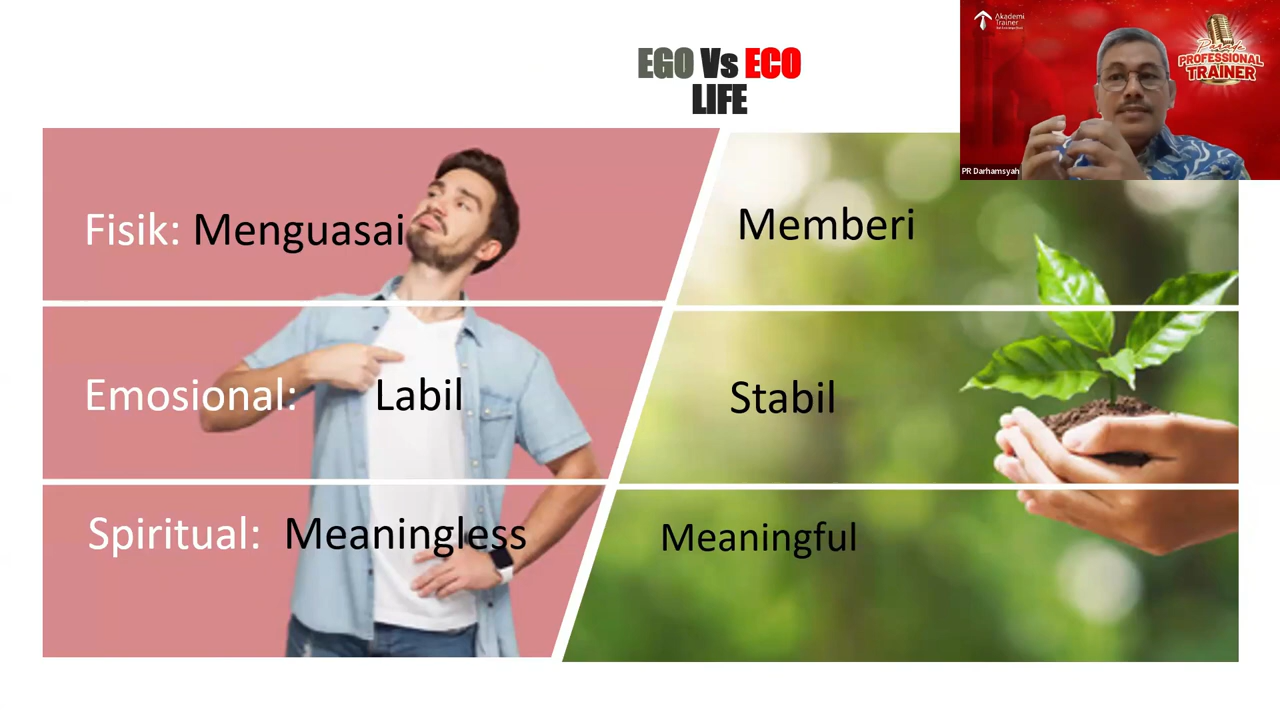 EGO Vs ECO
LIFE
Akademi
Trainer
PROFESSIONAL
TRAINER
PR Darhamsyah
Fisik: Menguasai
Memberi
Emosional: Labil
Stabil
Spiritual: Meaningless
Meaningful